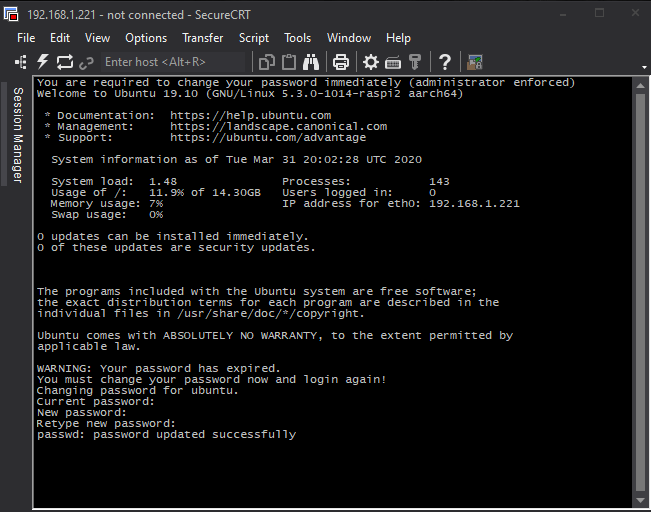 192.168.1.221 - not connected - SecureCRT
File Edit View Options Transfer Script Tools Window Help
Enter host <Alt+R>
Session Manager
You are required to change your password immediately (administrator enforced)
Welcome to Ubuntu 19.10 (GNU/Linux 5.3.0-1014-raspi2 aarch64)
* Documentation: https://help.ubuntu.com
* Management: https://landscape.canonical.com
* Support: https://ubuntu.com/advantage
System information as of Tue Mar 31 20:02:28 UTC 2020
System load: 1.48 Processes: 143
Usage of /: 11.9% of 14.30GB Users logged in: 0
Memory usage: 7% IP address for eth0: 192.168.1.221
Swap usage: 0%
0 updates can be installed immediately.
0 of these updates are security updates.
The programs included with the Ubuntu system are free software;
the exact distribution terms for each program are described in the
individual files in /usr/share/doc/*/copyright.
Ubuntu comes with ABSOLUTELY NO WARRANTY, to the extent permitted by
applicable law.
WARNING: Your password has expired.
You must change your password now and login again!
Changing password for ubuntu.
Current password:
New password:
Retype new password:
passwd: password updated successfully